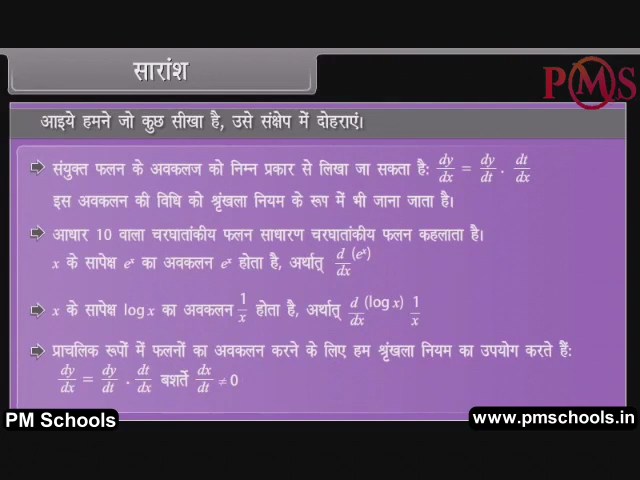 सारांश
PMS
आइये हमने जो कुछ सीखा है, उसे संक्षेप में दोहराएं।
संयुक्त फलन के अवकलज को निम्न प्रकार से लिखा जा सकता है: dy/dx = dy/dt . dt/dx
इस अवकलन की विधि को श्रृंखला नियम के रूप में भी जाना जाता है।
आधार 10 वाला चरघातांकीय फलन साधारण चरघातांकीय फलन कहलाता है।
x के सापेक्ष eˣ का अवकलन eˣ होता है, अर्थात् d/dx (eˣ)
x के सापेक्ष log x का अवकलन 1/x होता है, अर्थात् d/dx (log x) 1/x
प्राचलिक रूपों में फलनों का अवकलन करने के लिए हम श्रृंखला नियम का उपयोग करते हैं:
dy/dx = dy/dt . dt/dx बशर्ते dx/dt ≠ 0
PM Schools
www.pmschools.in